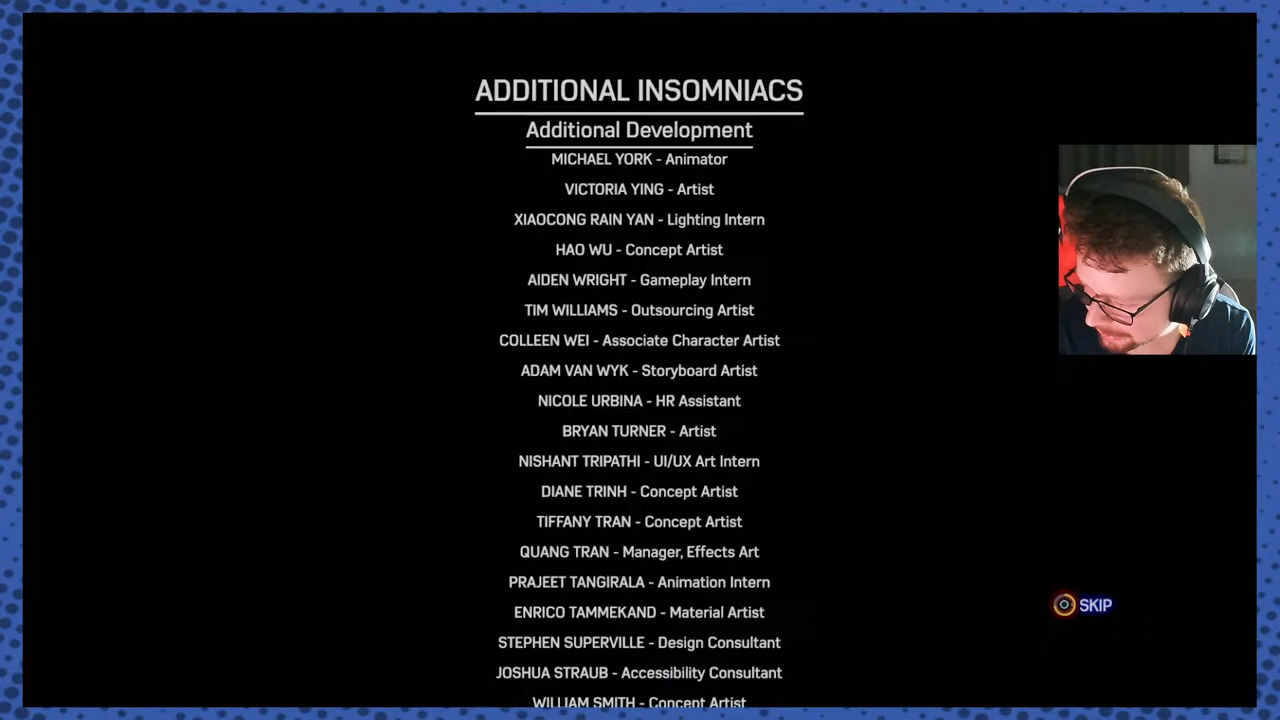 ADDITIONAL INSOMNIACS
Additional Development
MICHAEL YORK - Animator
VICTORIA YING - Artist
XIAOCONG RAIN YAN - Lighting Intern
HAO WU - Concept Artist
AIDEN WRIGHT - Gameplay Intern
TIM WILLIAMS - Outsourcing Artist
COLLEEN WEI - Associate Character Artist
ADAM VAN WYK - Storyboard Artist
NICOLE URBINA - HR Assistant
BRYAN TURNER - Artist
NISHANT TRIPATHI - UI/UX Art Intern
DIANE TRINH - Concept Artist
TIFFANY TRAN - Concept Artist
QUANG TRAN - Manager, Effects Art
PRAJEET TANGIRALA - Animation Intern
SKIP
ENRICO TAMMEKAND - Material Artist
STEPHEN SUPERVILLE - Design Consultant
JOSHUA STRAUB - Accessibility Consultant
WILLIAM SMITH - Concept Artist